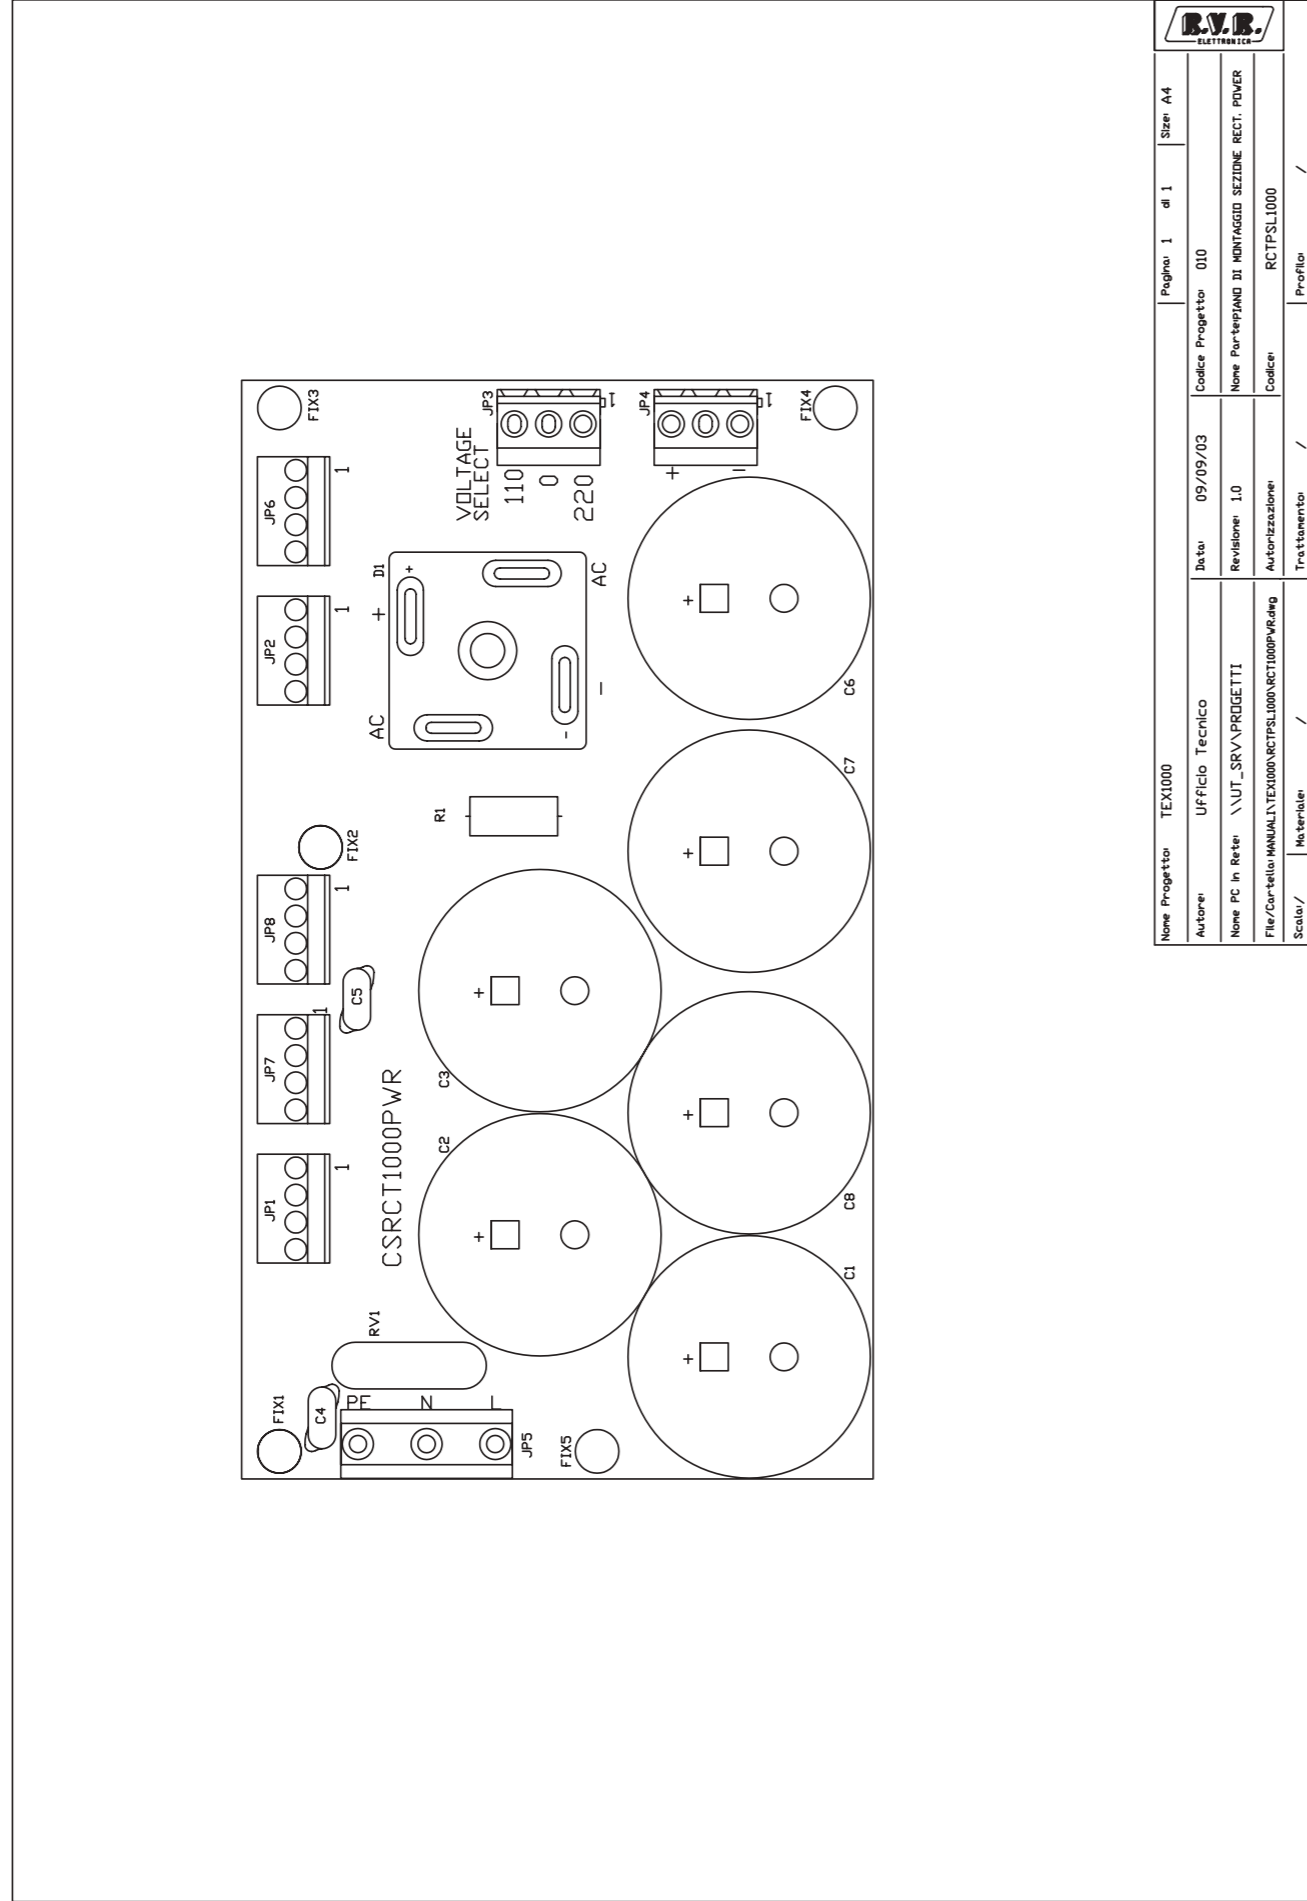 FIX3
JP3
JP4
FIX4
1
1
JP6
1
VOLTAGE
SELECT
110
0
220
+
-
D1
+
+
AC
AC
-
-
JP2
1
C6
+
R1
FIX2
C7
+
JP8
1
C5
JP7
1
C3
+
C8
+
CSRCT1000PWR
C2
+
JP1
1
C1
+
RV1
FIX1
C4
PE
N
L
JP5
FIX5
R.V.R.
ELETTRONICA
Nome Progetto: TEX1000
Pagina: 1 di 1
Size: A4
Autore: Ufficio Tecnico
Data: 09/09/03
Codice Progetto: 010
Nome PC in Rete: \\UT_SRV\PROGETTI
Revisione: 1.0
Nome Parte:PIANO DI MONTAGGIO SEZIONE RECT. POWER
File/Cartella: MANUALI\TEX1000\RCTPSL1000\RCT1000PWR.dwg
Autorizzazione:
Codice: RCTPSL1000
Scala:/
Materiale: /
Trattamento: /
Profilo: /